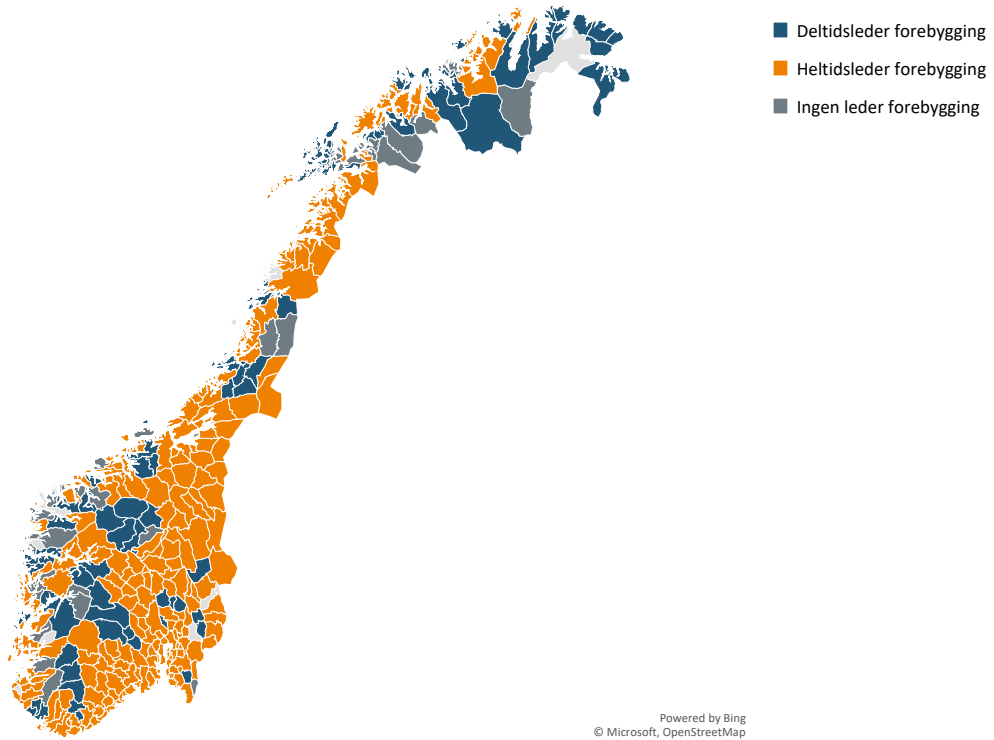 Deltidsleder forebygging
Heltidsleder forebygging
Ingen leder forebygging
Powered by Bing
© Microsoft, OpenStreetMap